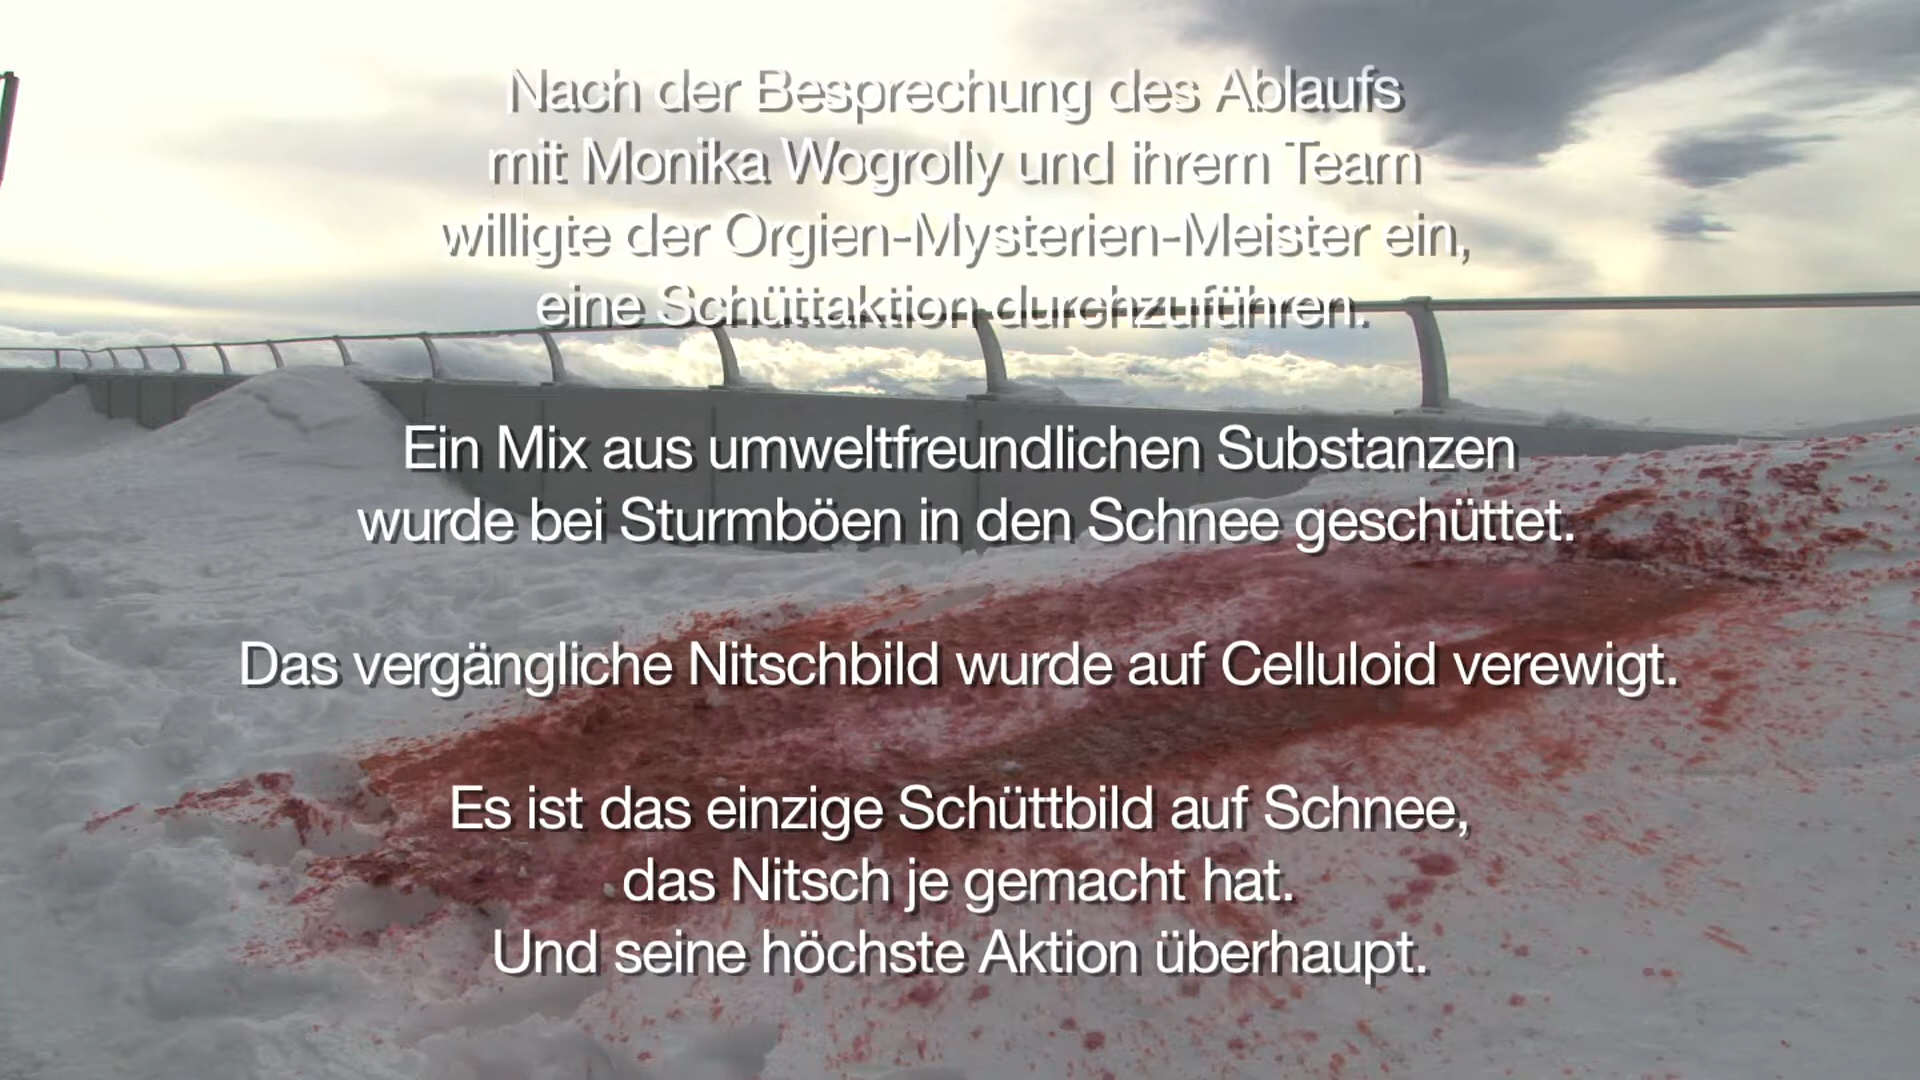 Nach der Besprechung des Ablaufs
mit Monika Wogrolly und ihrem Team
willigte der Orgien-Mysterien-Meister ein,
eine Schüttaktion durchzuführen.
Ein Mix aus umweltfreundlichen Substanzen
wurde bei Sturmböen in den Schnee geschüttet.
Das vergängliche Nitschbild wurde auf Celluloid verewigt.
Es ist das einzige Schüttbild auf Schnee,
das Nitsch je gemacht hat.
Und seine höchste Aktion überhaupt.